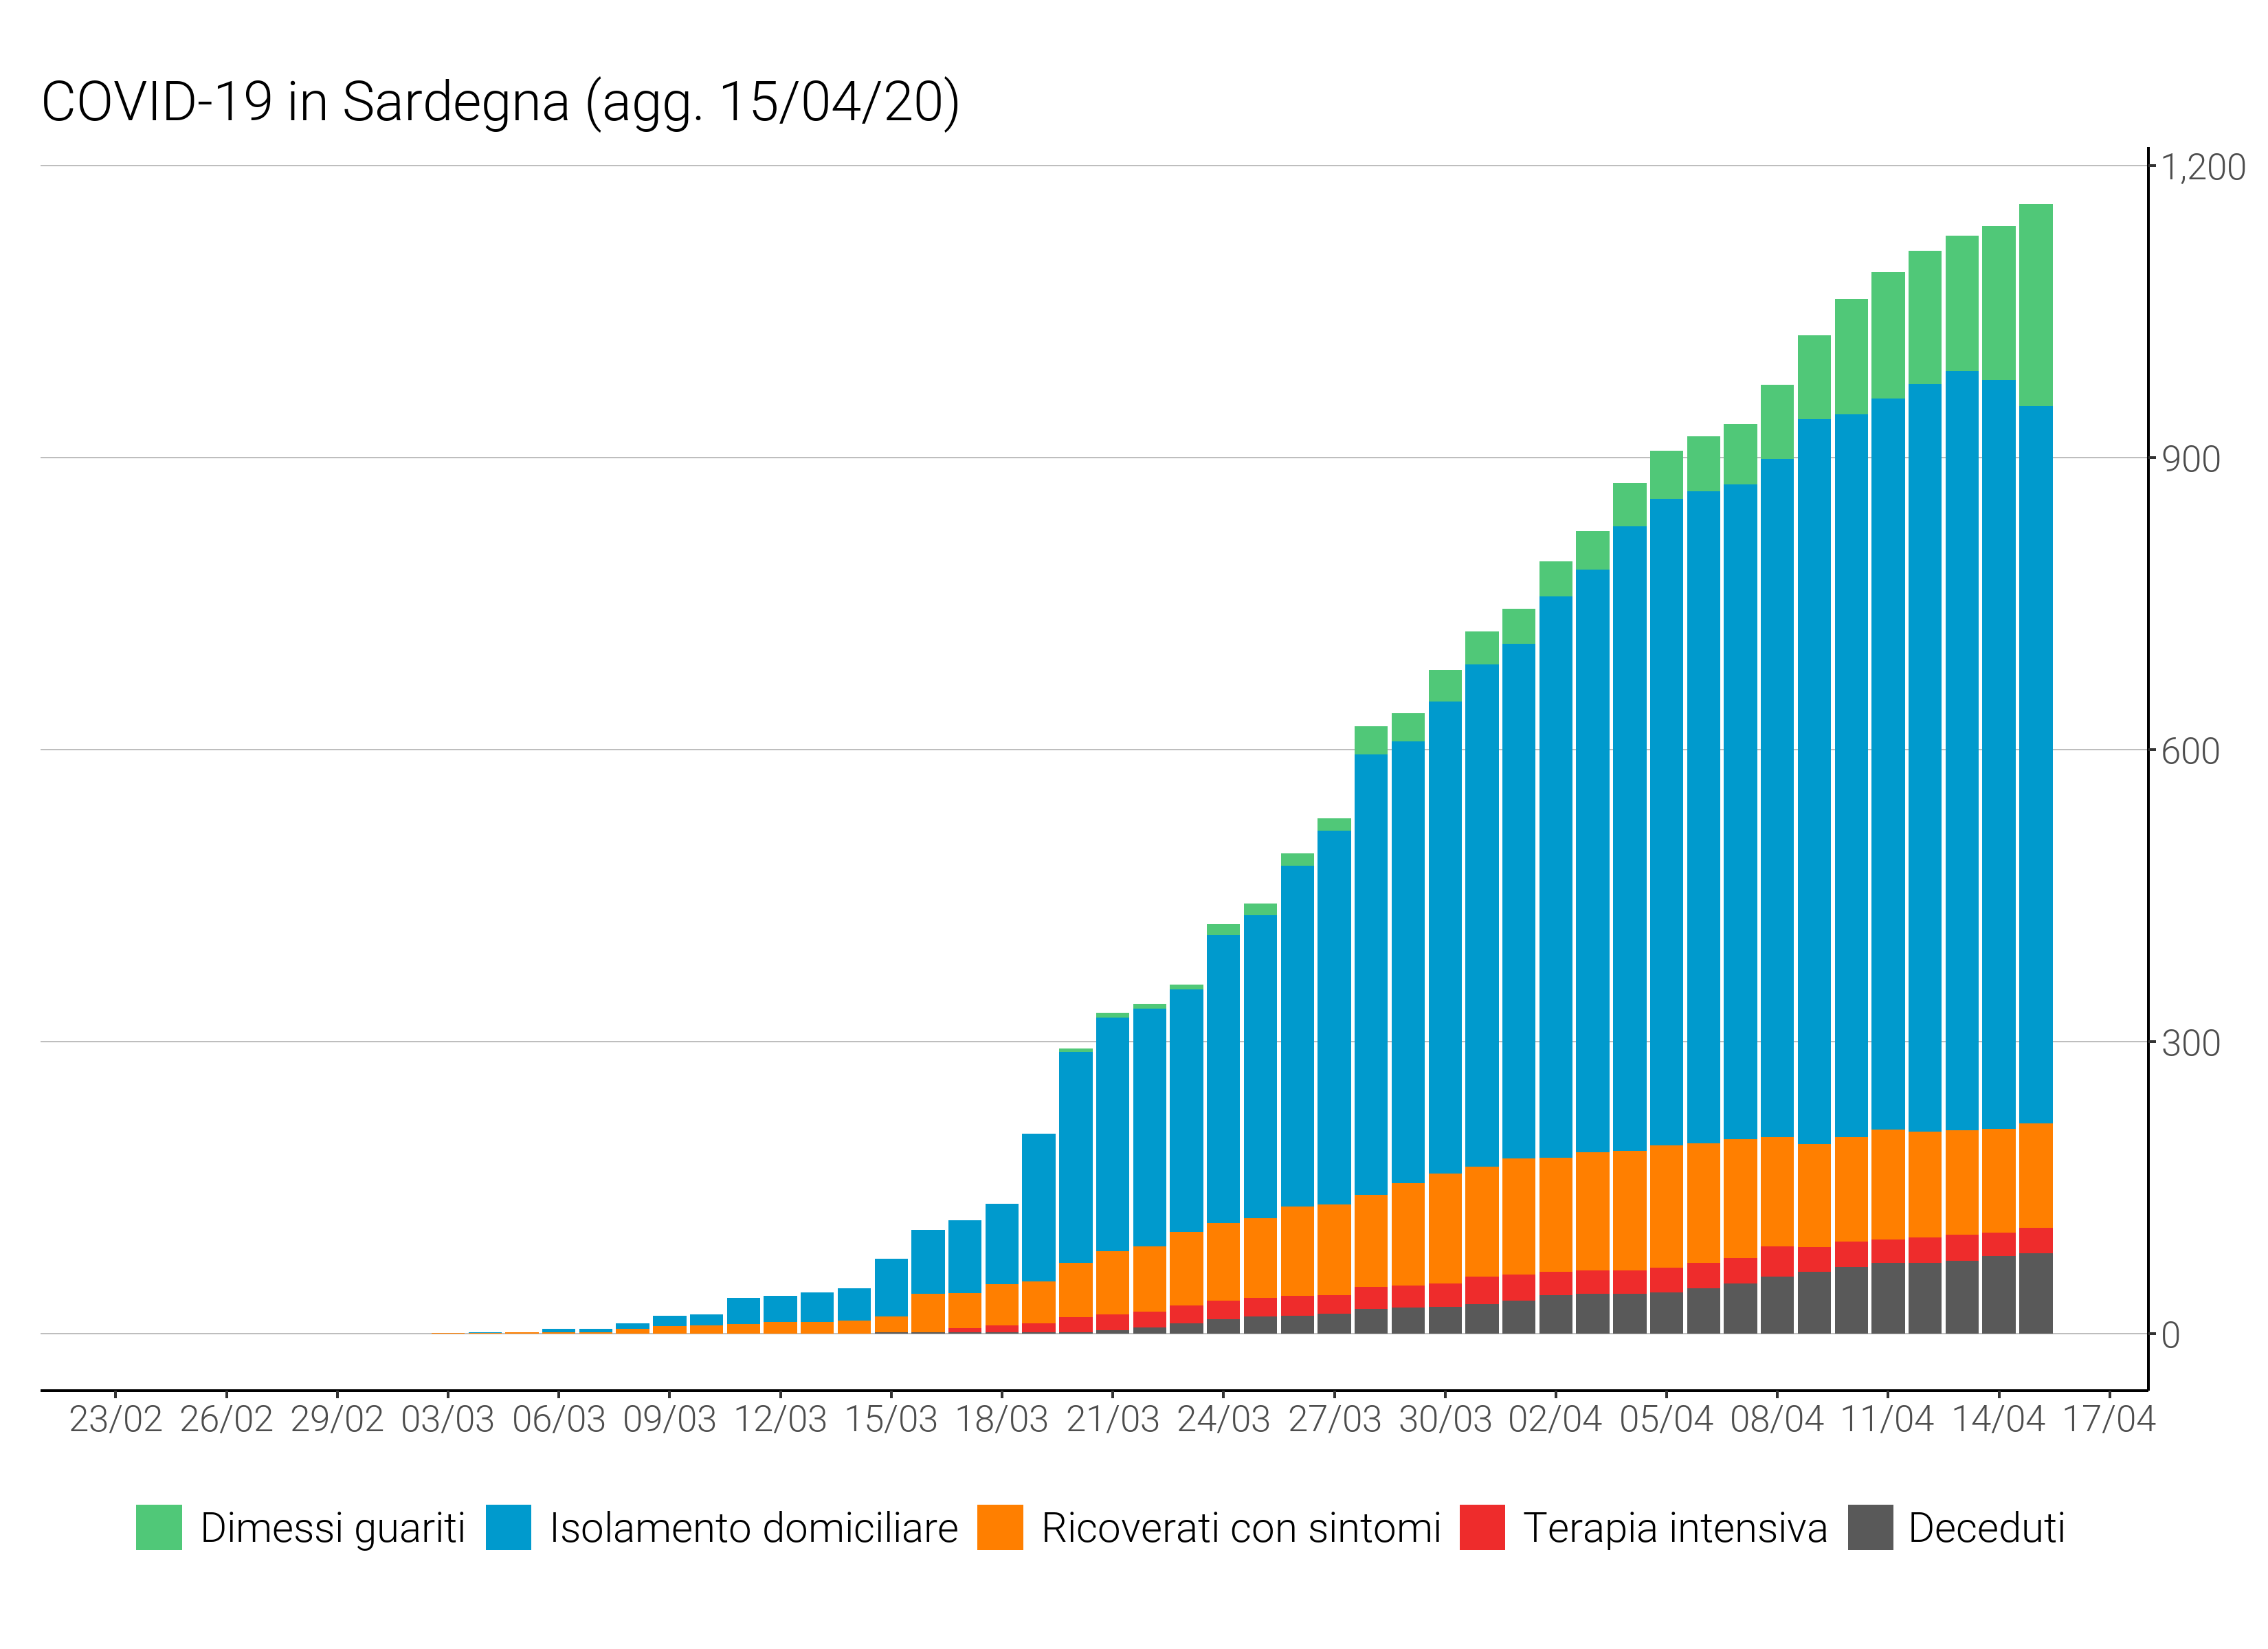 COVID-19 in Sardegna (agg. 15/04/20)
1,200
900
600
300
0
23/02 26/02 29/02 03/03 06/03 09/03 12/03 15/03 18/03 21/03 24/03 27/03 30/03 02/04 05/04 08/04 11/04 14/04 17/04
Dimessi guariti Isolamento domiciliare Ricoverati con sintomi Terapia intensiva Deceduti